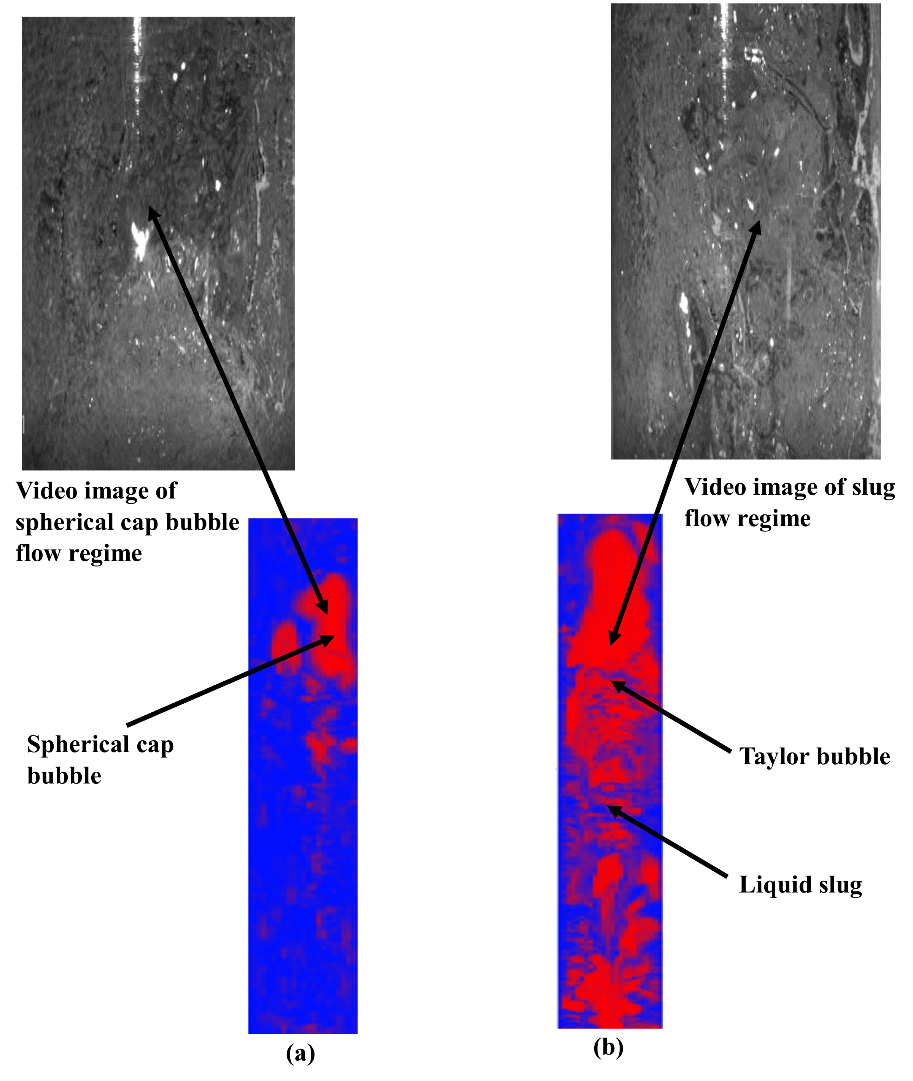 Video image of
spherical cap bubble
flow regime
Video image of slug
flow regime
Spherical cap
bubble
Taylor bubble
Liquid slug
(a)
(b)